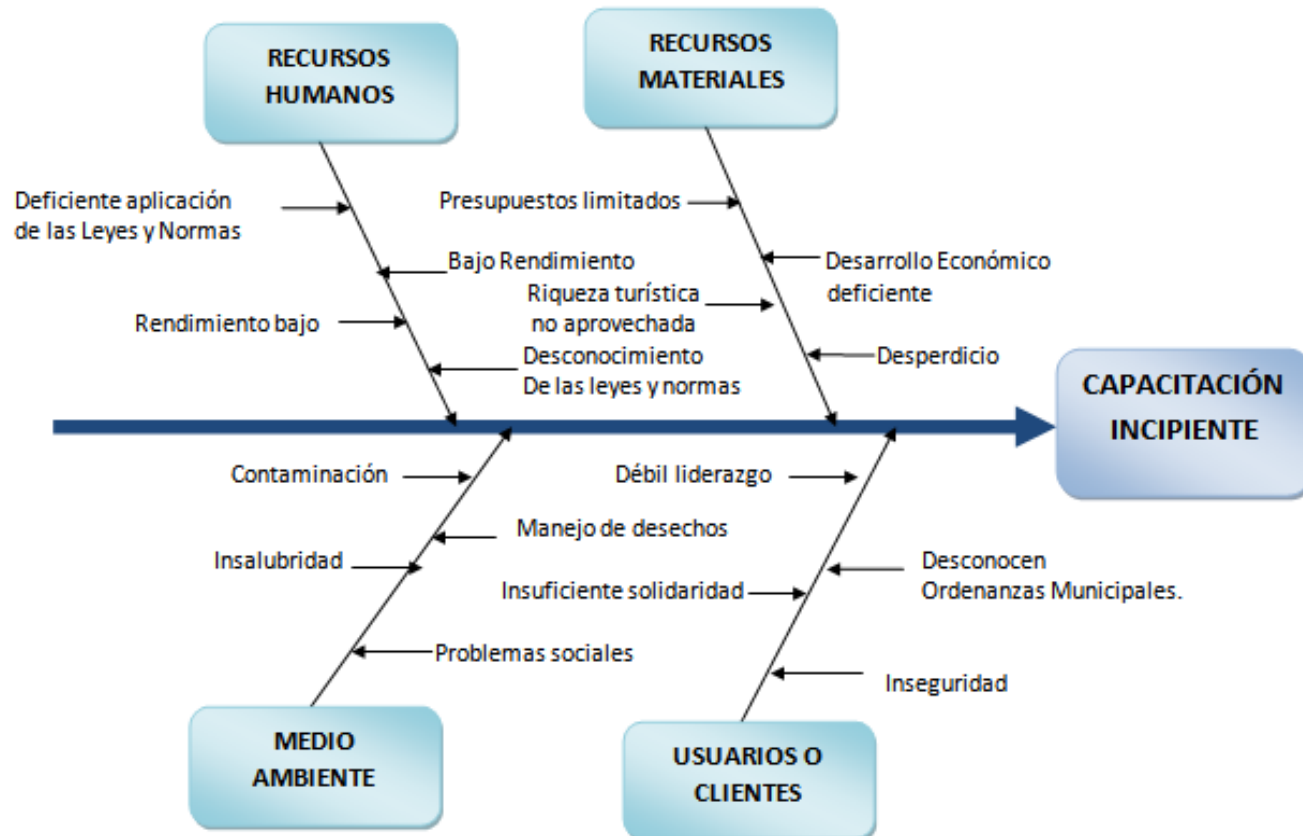 RECURSOS
HUMANOS
RECURSOS
MATERIALES
Deficiente aplicación
de las Leyes y Normas
Presupuestos limitados
Bajo Rendimiento
Desarrollo Económico
deficiente
Riqueza turística
no aprovechada
Rendimiento bajo
Desconocimiento
De las leyes y normas
Desperdicio
CAPACITACIÓN
INCIPIENTE
Contaminación
Débil liderazgo
Manejo de desechos
Insalubridad
Desconocen
Ordenanzas Municipales.
Insuficiente solidaridad
Problemas sociales
Inseguridad
MEDIO
AMBIENTE
USUARIOS O
CLIENTES